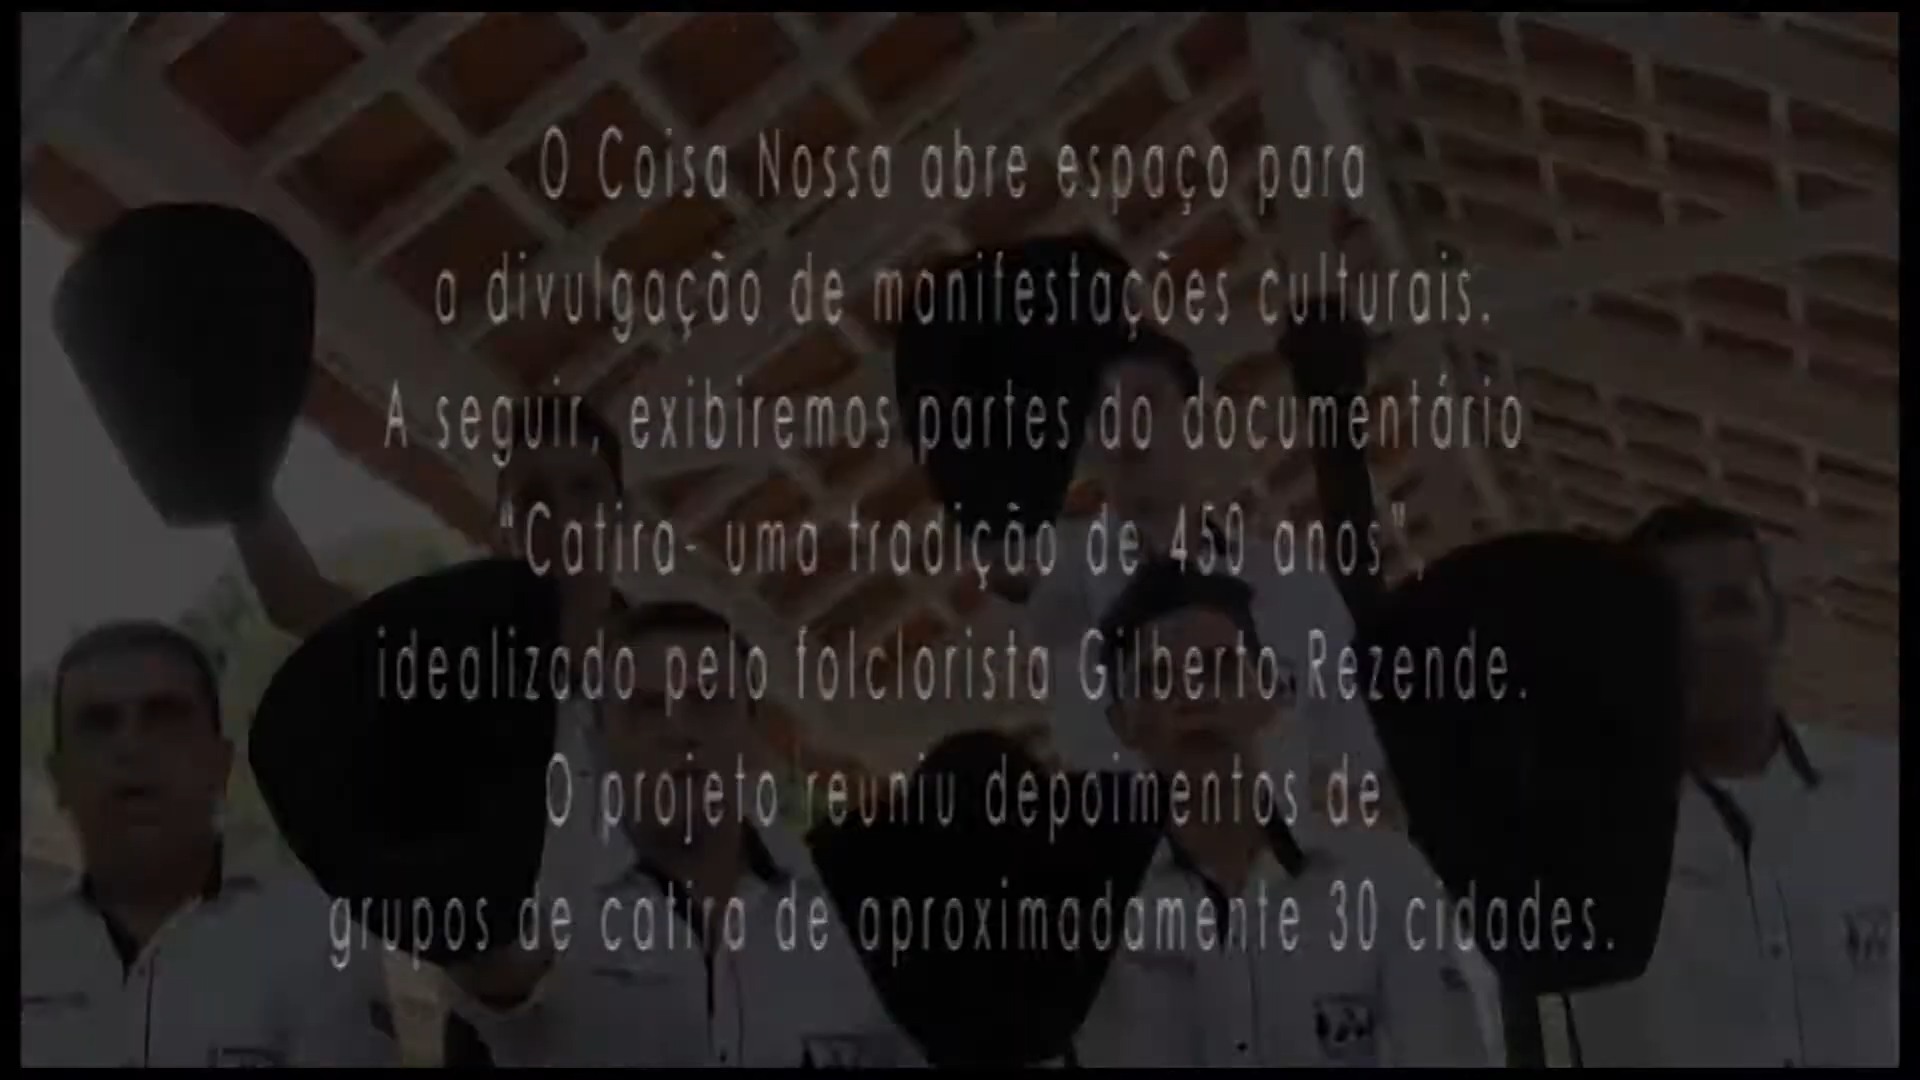 O Coisa Nossa abre espaço para
a divulgação de manifestações culturais.
A seguir, exibiremos partes do documentário
"Catira- uma tradição de 450 anos",
idealizado pelo folclorista Gilberto Rezende.
O projeto reuniu depoimentos de
grupos de catira de aproximadamente 30 cidades.